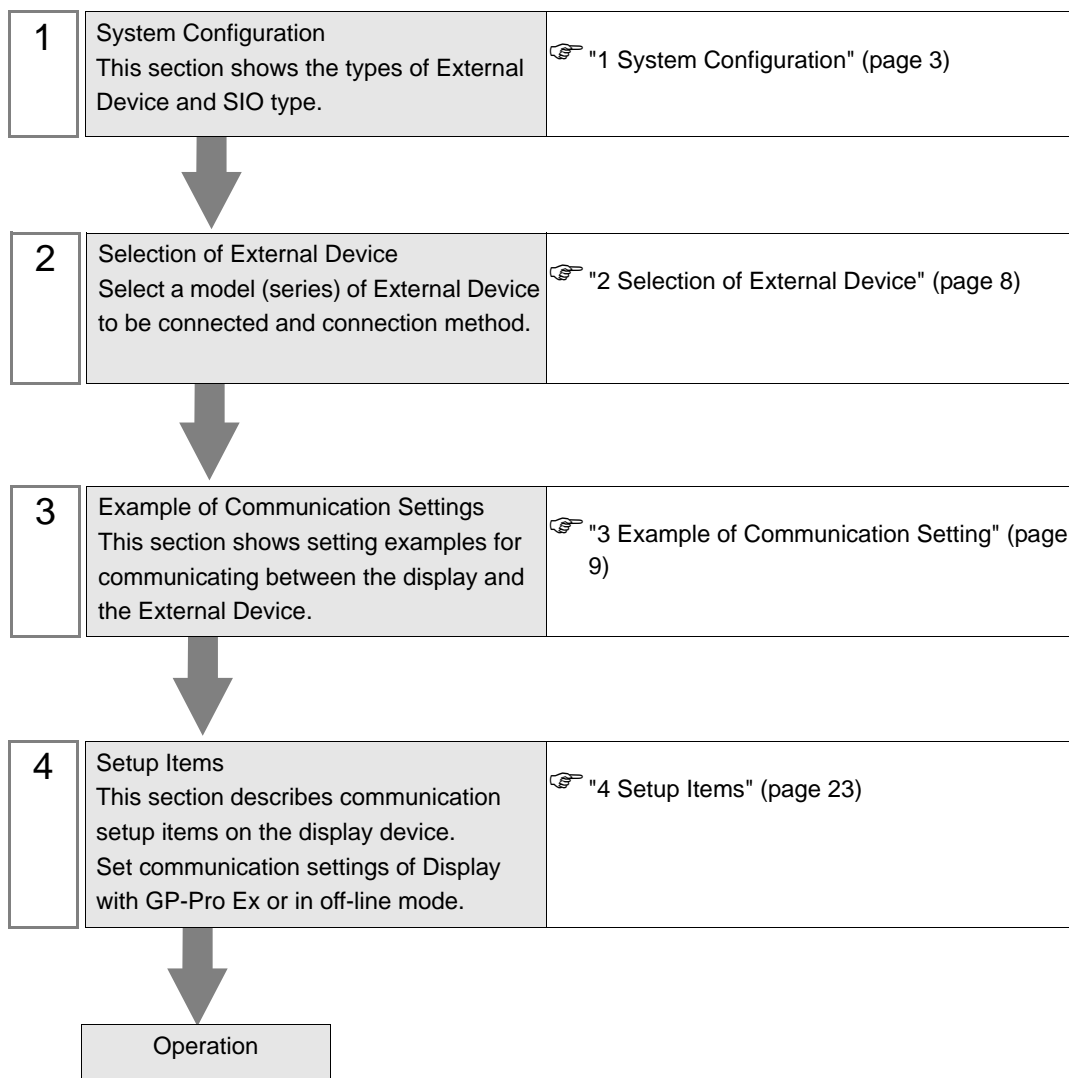 1
System Configuration
This section shows the types of External
Device and SIO type.
"1 System Configuration" (page 3)
2
Selection of External Device
Select a model (series) of External Device
to be connected and connection method.
"2 Selection of External Device" (page 8)
3
Example of Communication Settings
This section shows setting examples for
communicating between the display and
the External Device.
"3 Example of Communication Setting" (page
9)
4
Setup Items
This section describes communication
setup items on the display device.
Set communication settings of Display
with GP-Pro Ex or in off-line mode.
"4 Setup Items" (page 23)
Operation